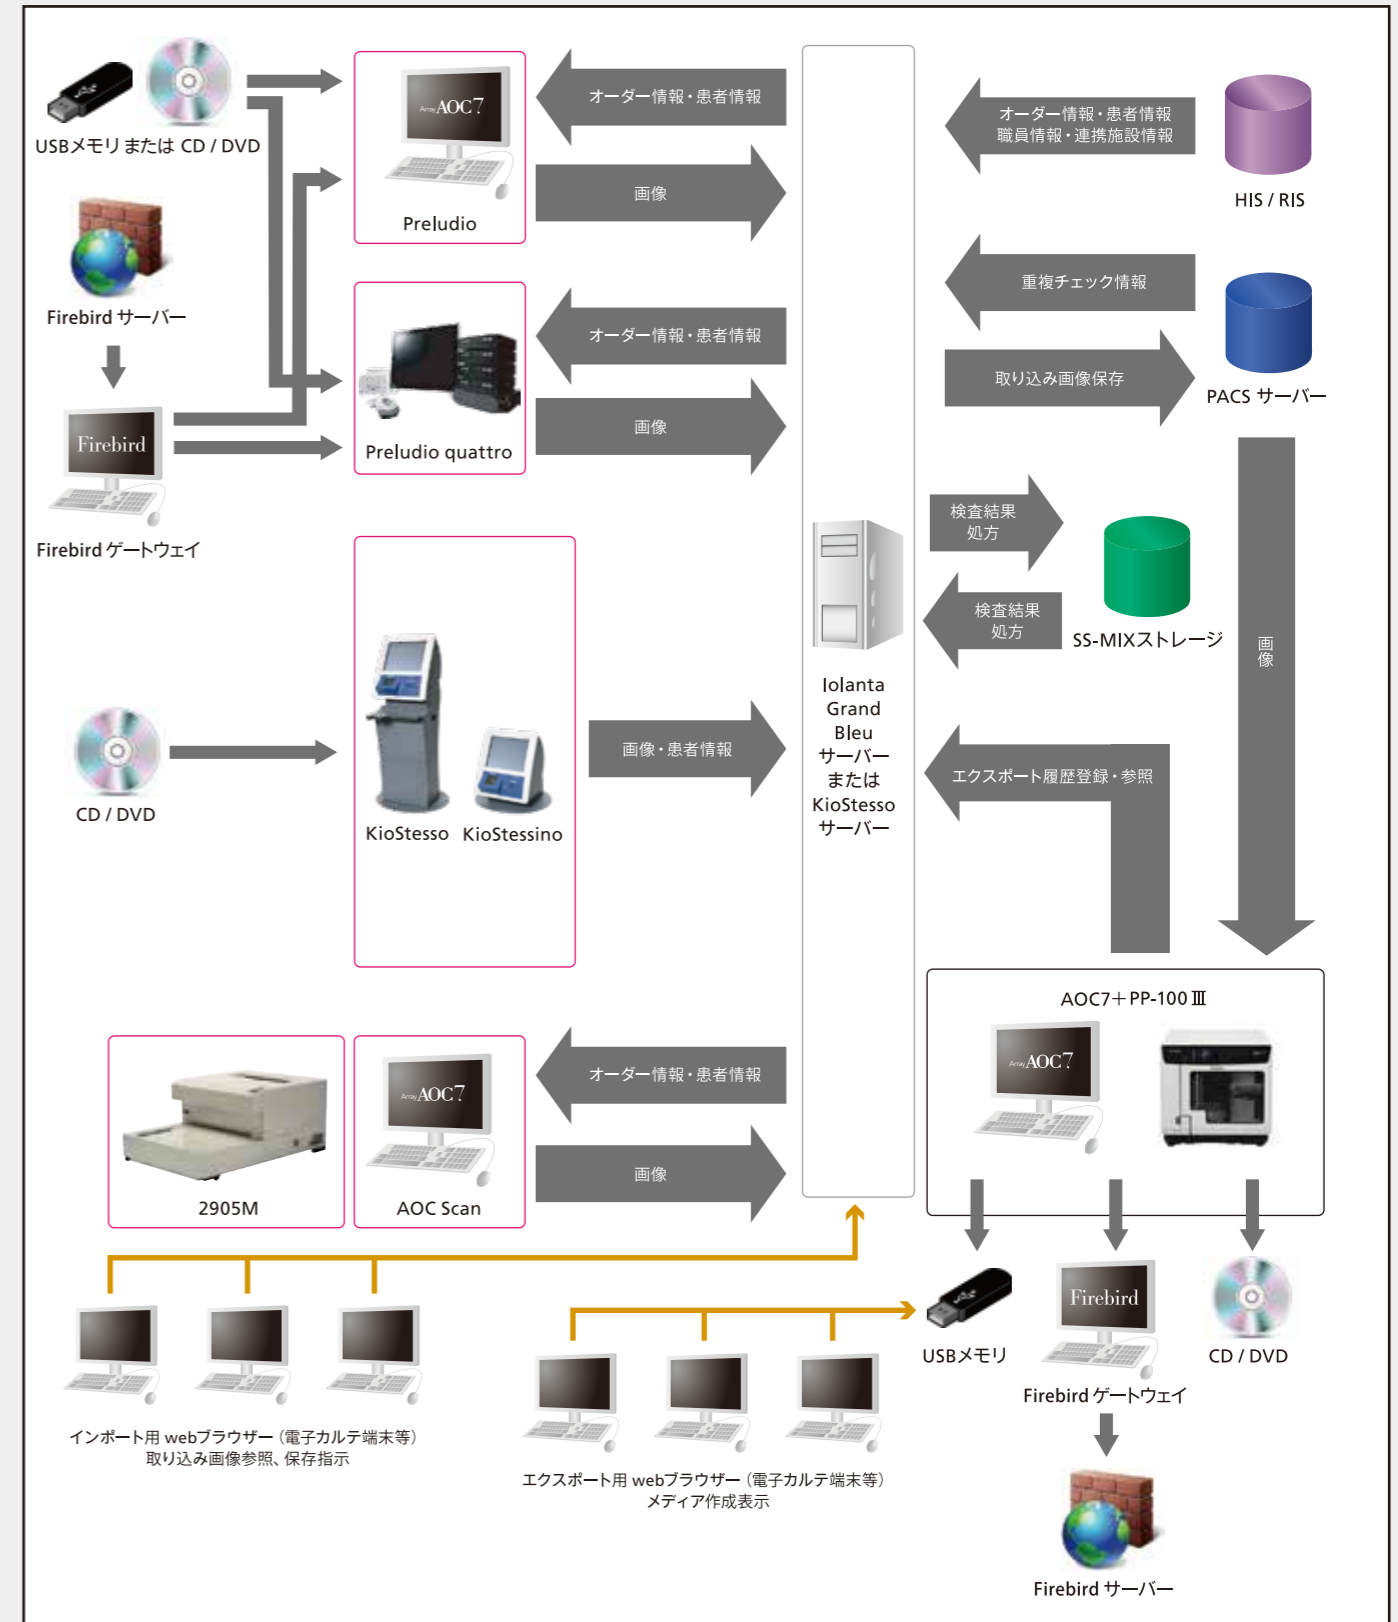 USBメモリ または CD / DVD
Array AOC7
Preludio
オーダー情報・患者情報
画像
オーダー情報・患者情報
職員情報・連携施設情報
HIS / RIS
Firebird サーバー
重複チェック情報
取り込み画像保存
PACS サーバー
Firebird
Firebird ゲートウェイ
Preludio quattro
オーダー情報・患者情報
画像
検査結果
処方
検査結果
処方
SS-MIXストレージ
画像
Iolanta
Grand
Bleu
サーバー
または
KioStesso
サーバー
CD / DVD
KioStesso
KioStessino
画像・患者情報
エクスポート履歴登録・参照
2905M
Array AOC7
AOC Scan
オーダー情報・患者情報
画像
AOC7＋PP-100Ⅲ
Array AOC7
インポート用 webブラウザー（電子カルテ端末等）
取り込み画像参照、保存指示
エクスポート用 webブラウザー（電子カルテ端末等）
メディア作成表示
USBメモリ
Firebird
Firebird ゲートウェイ
CD / DVD
Firebird サーバー